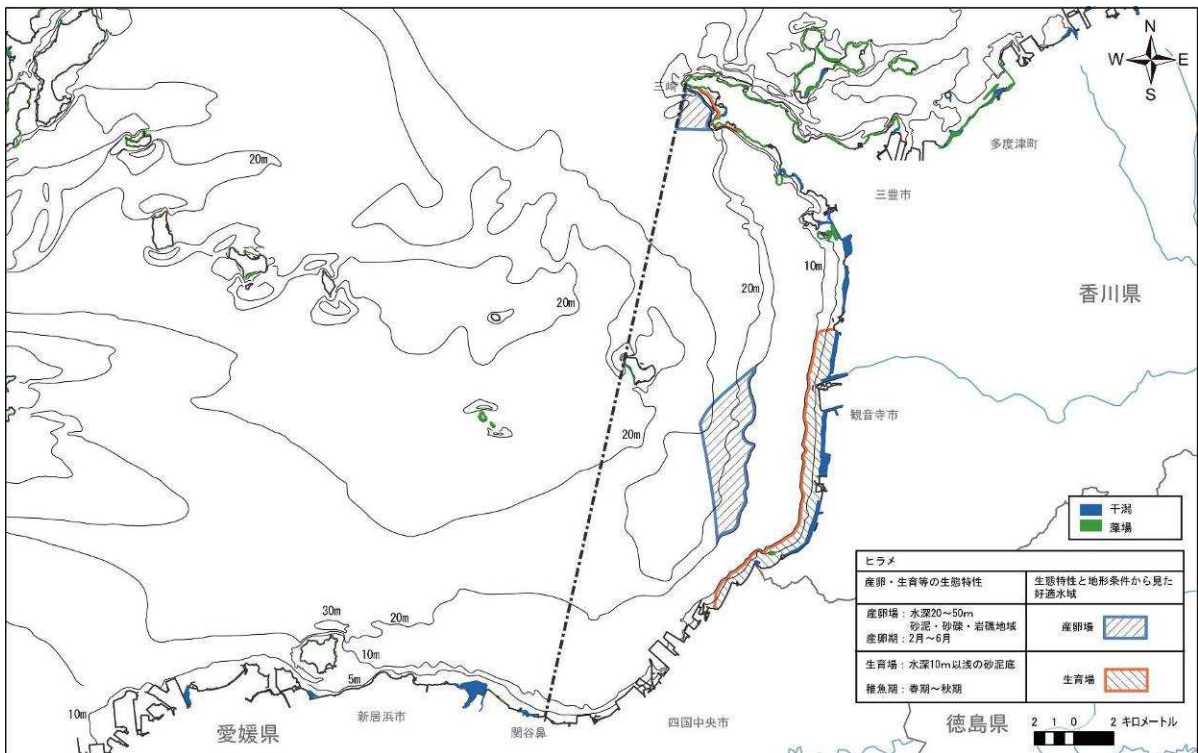 N
W E
S
三崎
多度津町
三豊市
20m
10m
20m
香川県
20m
観音寺市
20m
干潟
藻場
ヒラメ
産卵・生育等の生態特性
生態特性と地形条件から見た
好適水域
産卵場：水深20～50m
砂泥・砂礫・岩礁地域
産卵期：2月～6月
産卵場
生育場：水深10m以浅の砂泥底
稚魚期：春期～秋期
生育場
30m
20m
10m
5m
10m
新居浜市
関谷鼻
四国中央市
愛媛県
徳島県
2 1 0 2 キロメートル